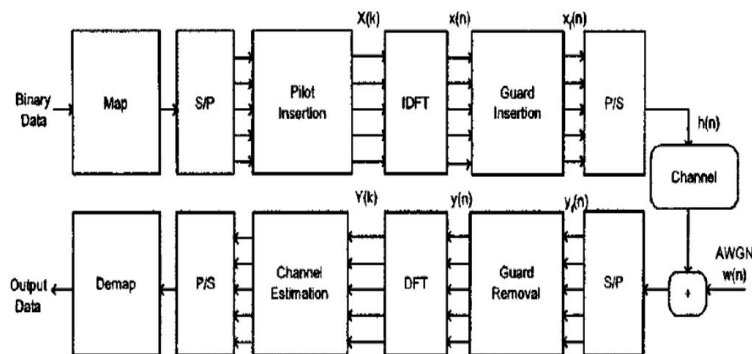 X(k)
x(n)
xf(n)
Binary
Data
Map
S/P
Pilot
Insertion
IDFT
Guard
Insertion
P/S
h(n)
Channel
Y(k)
y(n)
yf(n)
AWGN
w(n)
Output
Data
Demap
P/S
Channel
Estimation
DFT
Guard
Removal
S/P
+